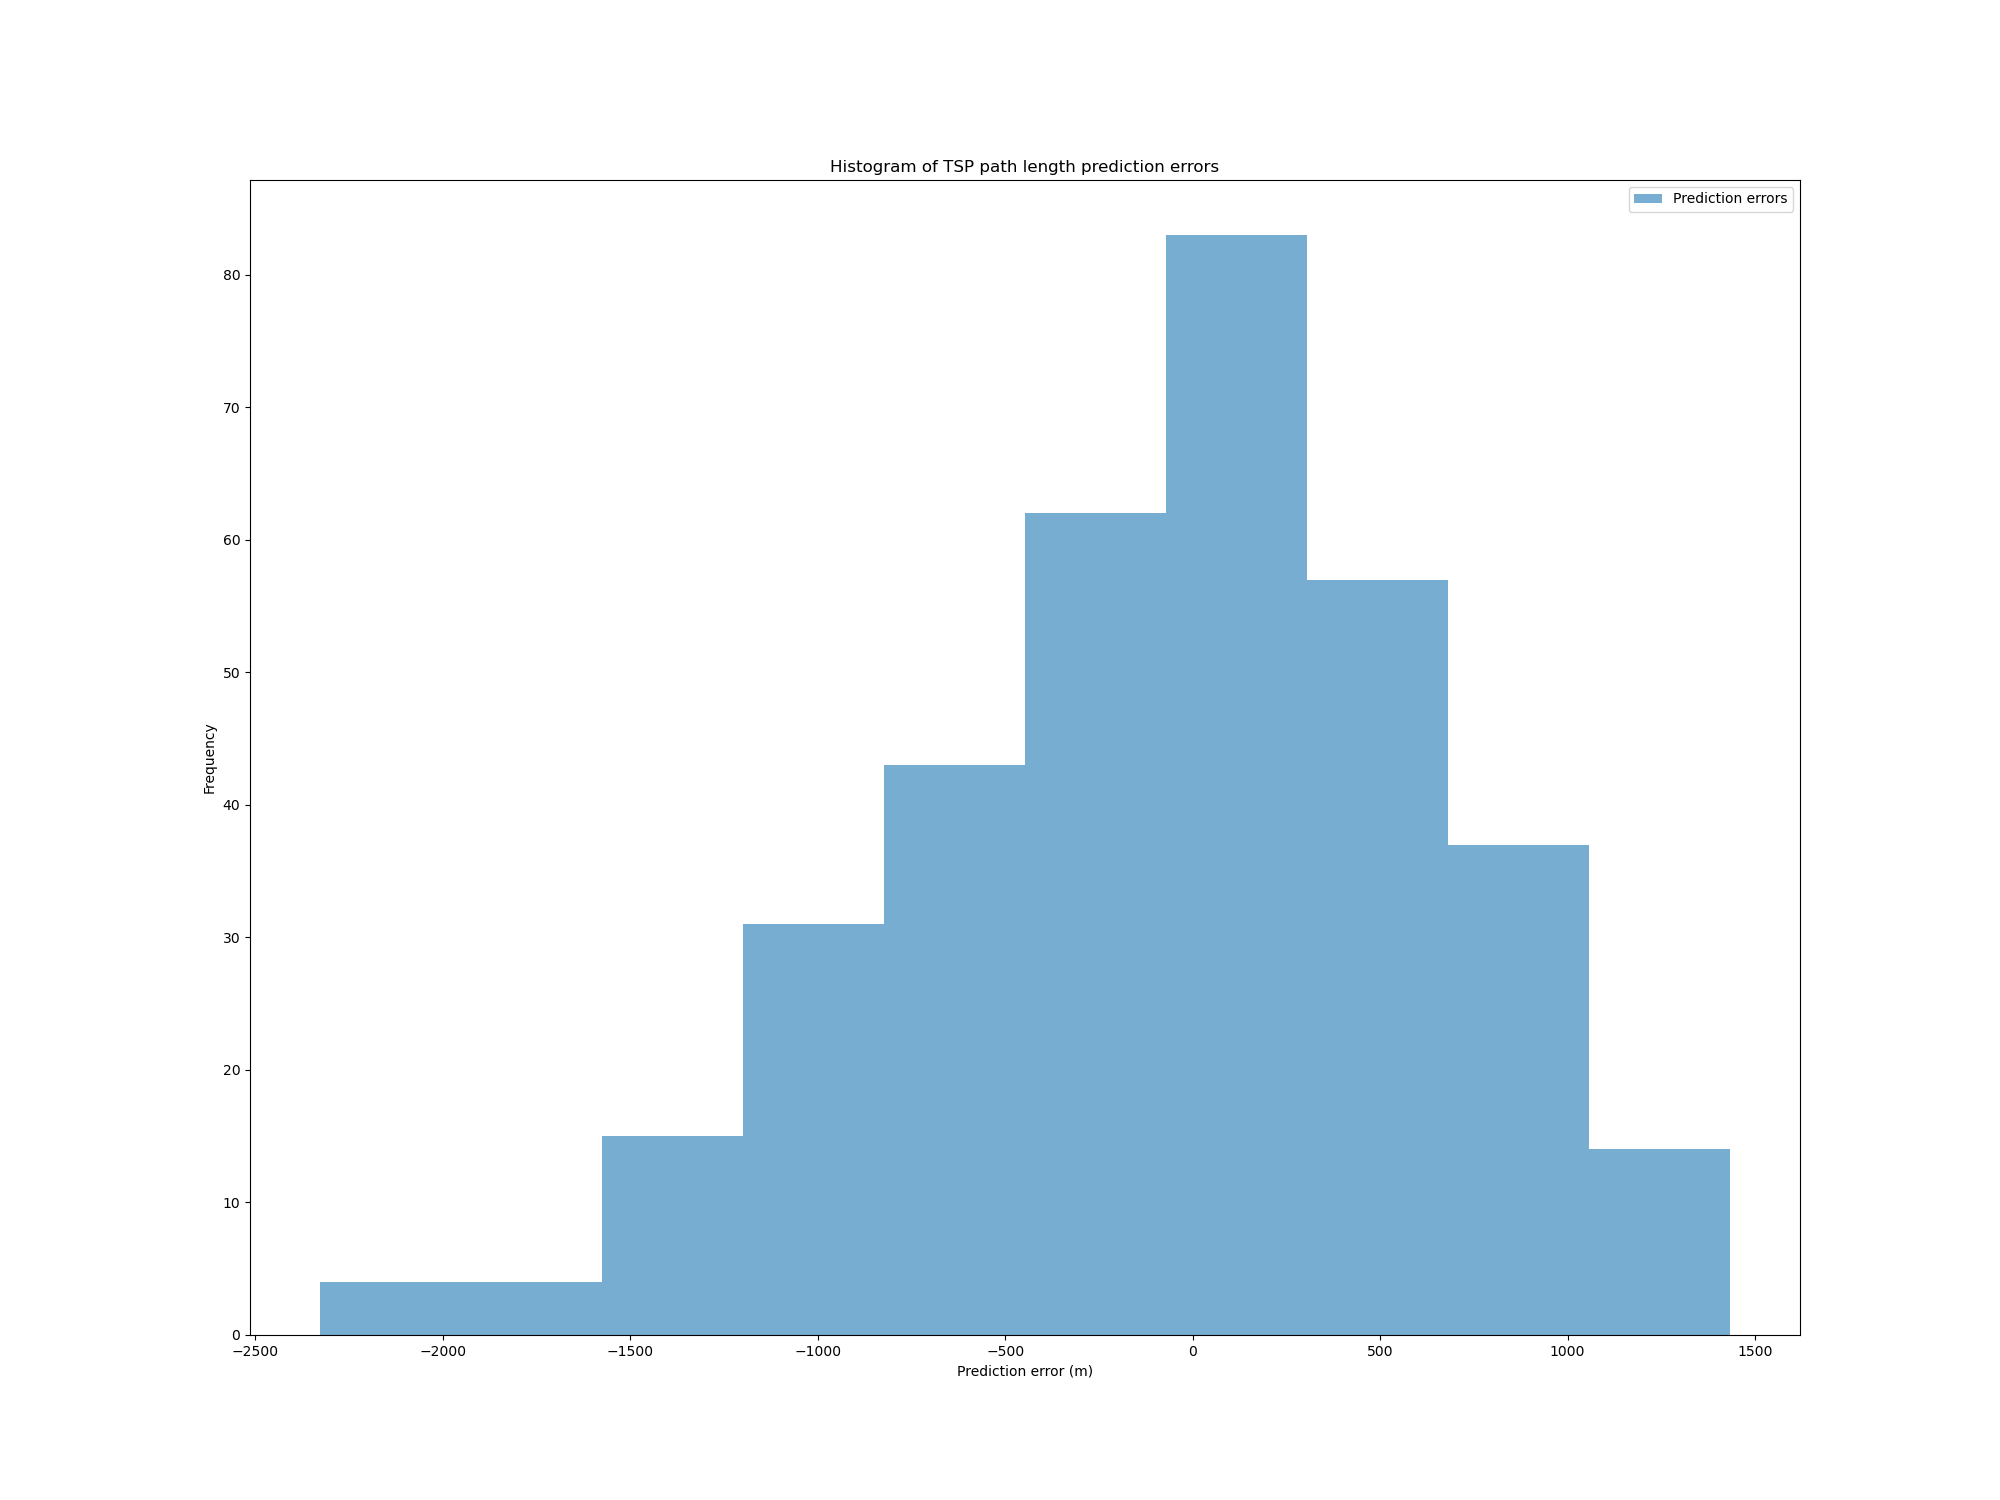 Histogram of TSP path length prediction errors
Prediction errors
80
70
60
50
40
30
20
10
0
Frequency
−2500 −2000 −1500 −1000 −500 0 500 1000 1500
Prediction error (m)